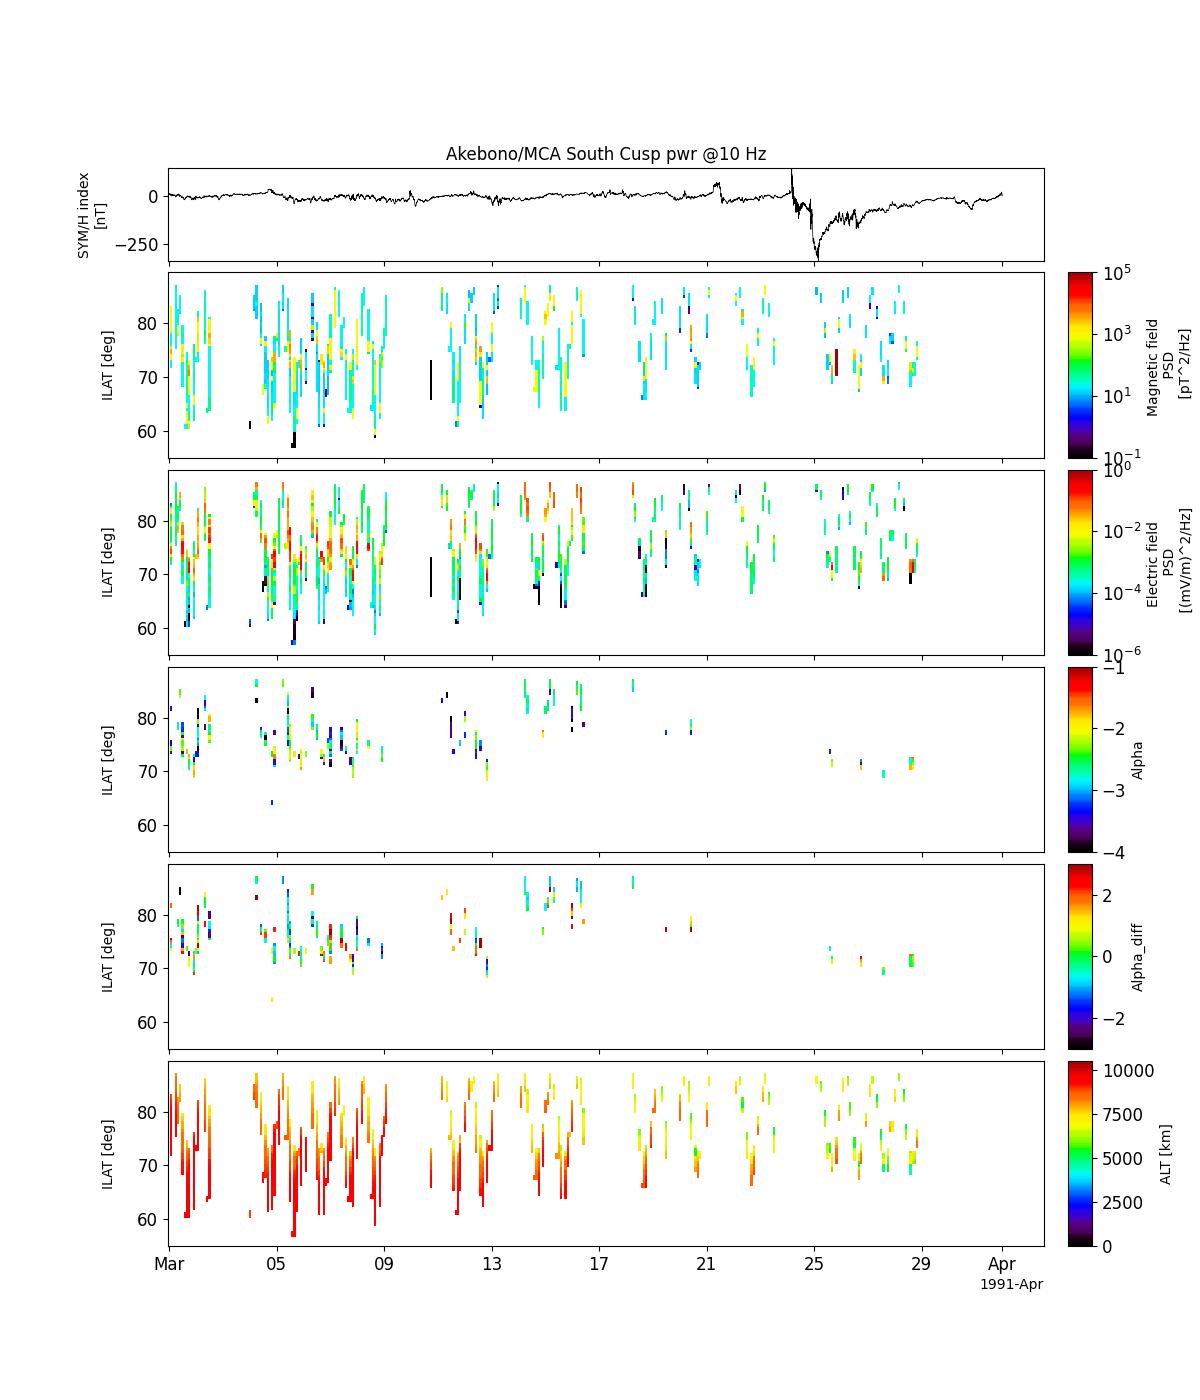 Akebono/MCA South Cusp pwr @10 Hz
SYM/H index
[nT]
0
−250
ILAT [deg]
80
70
60
10^5
10^3
10^1
10^−1
Magnetic field
PSD
[pT^2/Hz]
ILAT [deg]
80
70
60
10^0
10^−2
10^−4
10^−6
Electric field
PSD
[(mV/m)^2/Hz]
ILAT [deg]
80
70
60
−1
−2
−3
−4
Alpha
ILAT [deg]
80
70
60
2
0
−2
Alpha_diff
ILAT [deg]
80
70
60
10000
7500
5000
2500
0
ALT [km]
Mar 05 09 13 17 21 25 29 Apr
1991-Apr